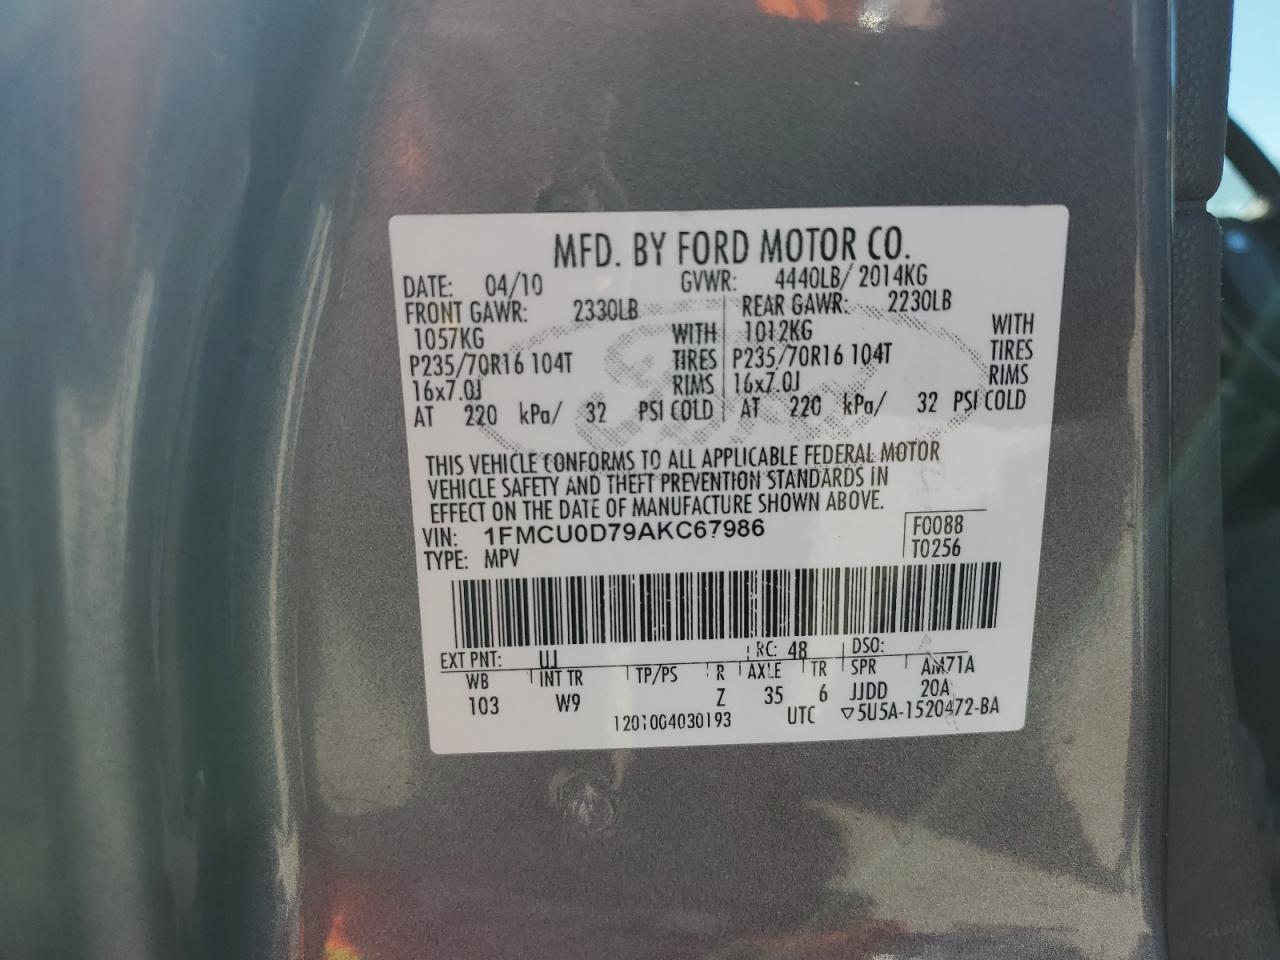 MFD. BY FORD MOTOR CO.
DATE: 04/10 GVWR: 4440LB/ 2014KG
FRONT GAWR: 2330LB REAR GAWR: 2230LB
1057KG WITH 1012KG WITH
P235/70R16 104T TIRES P235/70R16 104T TIRES
16x7.0J RIMS 16x7.0J RIMS
AT 220 kPa/ 32 PSI COLD AT 220 kPa/ 32 PSI COLD
THIS VEHICLE CONFORMS TO ALL APPLICABLE FEDERAL MOTOR
VEHICLE SAFETY AND THEFT PREVENTION STANDARDS IN
EFFECT ON THE DATE OF MANUFACTURE SHOWN ABOVE.
VIN: 1FMCU0D79AKC67986 F0088
TYPE: MPV T0256
EXT PNT: UJ RC: 48 DSO:
WB INT TR TP/PS R AXLE TR SPR AM71A
103 W9 Z 35 6 JJDD 20A
1201004030193 UTC ▽5U5A-1520472-BA